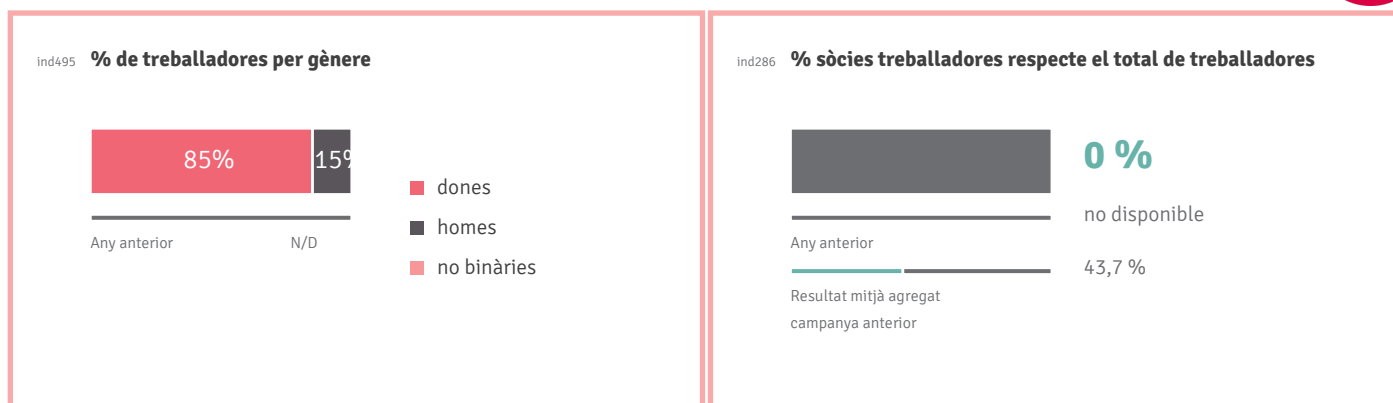 ind495 % de treballadores per gènere
85% 15%
dones
homes
no binàries
Any anterior N/D
ind286 % sòcies treballadores respecte el total de treballadores
0 %
no disponible
Any anterior
43,7 %
Resultat mitjà agregat
campanya anterior